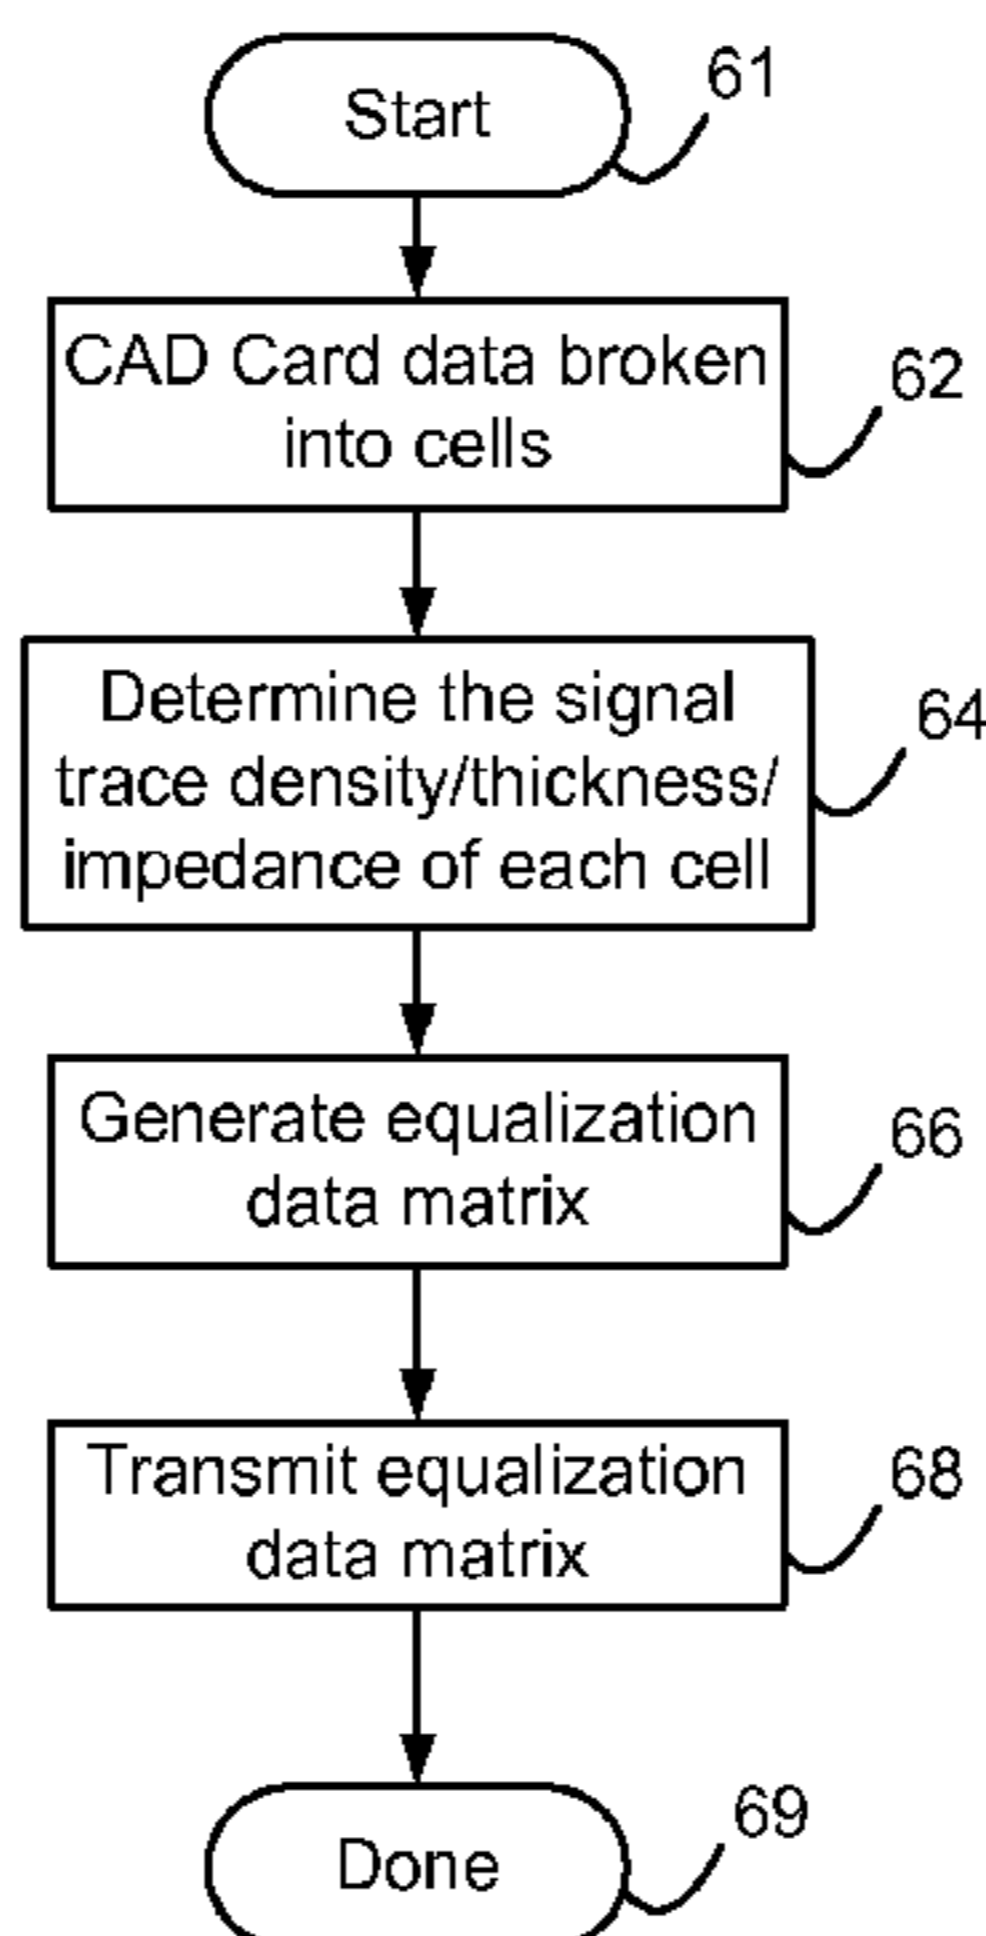 Start
61
CAD Card data broken
into cells
62
Determine the signal
trace density/thickness/
impedance of each cell
64
Generate equalization
data matrix
66
Transmit equalization
data matrix
68
Done
69